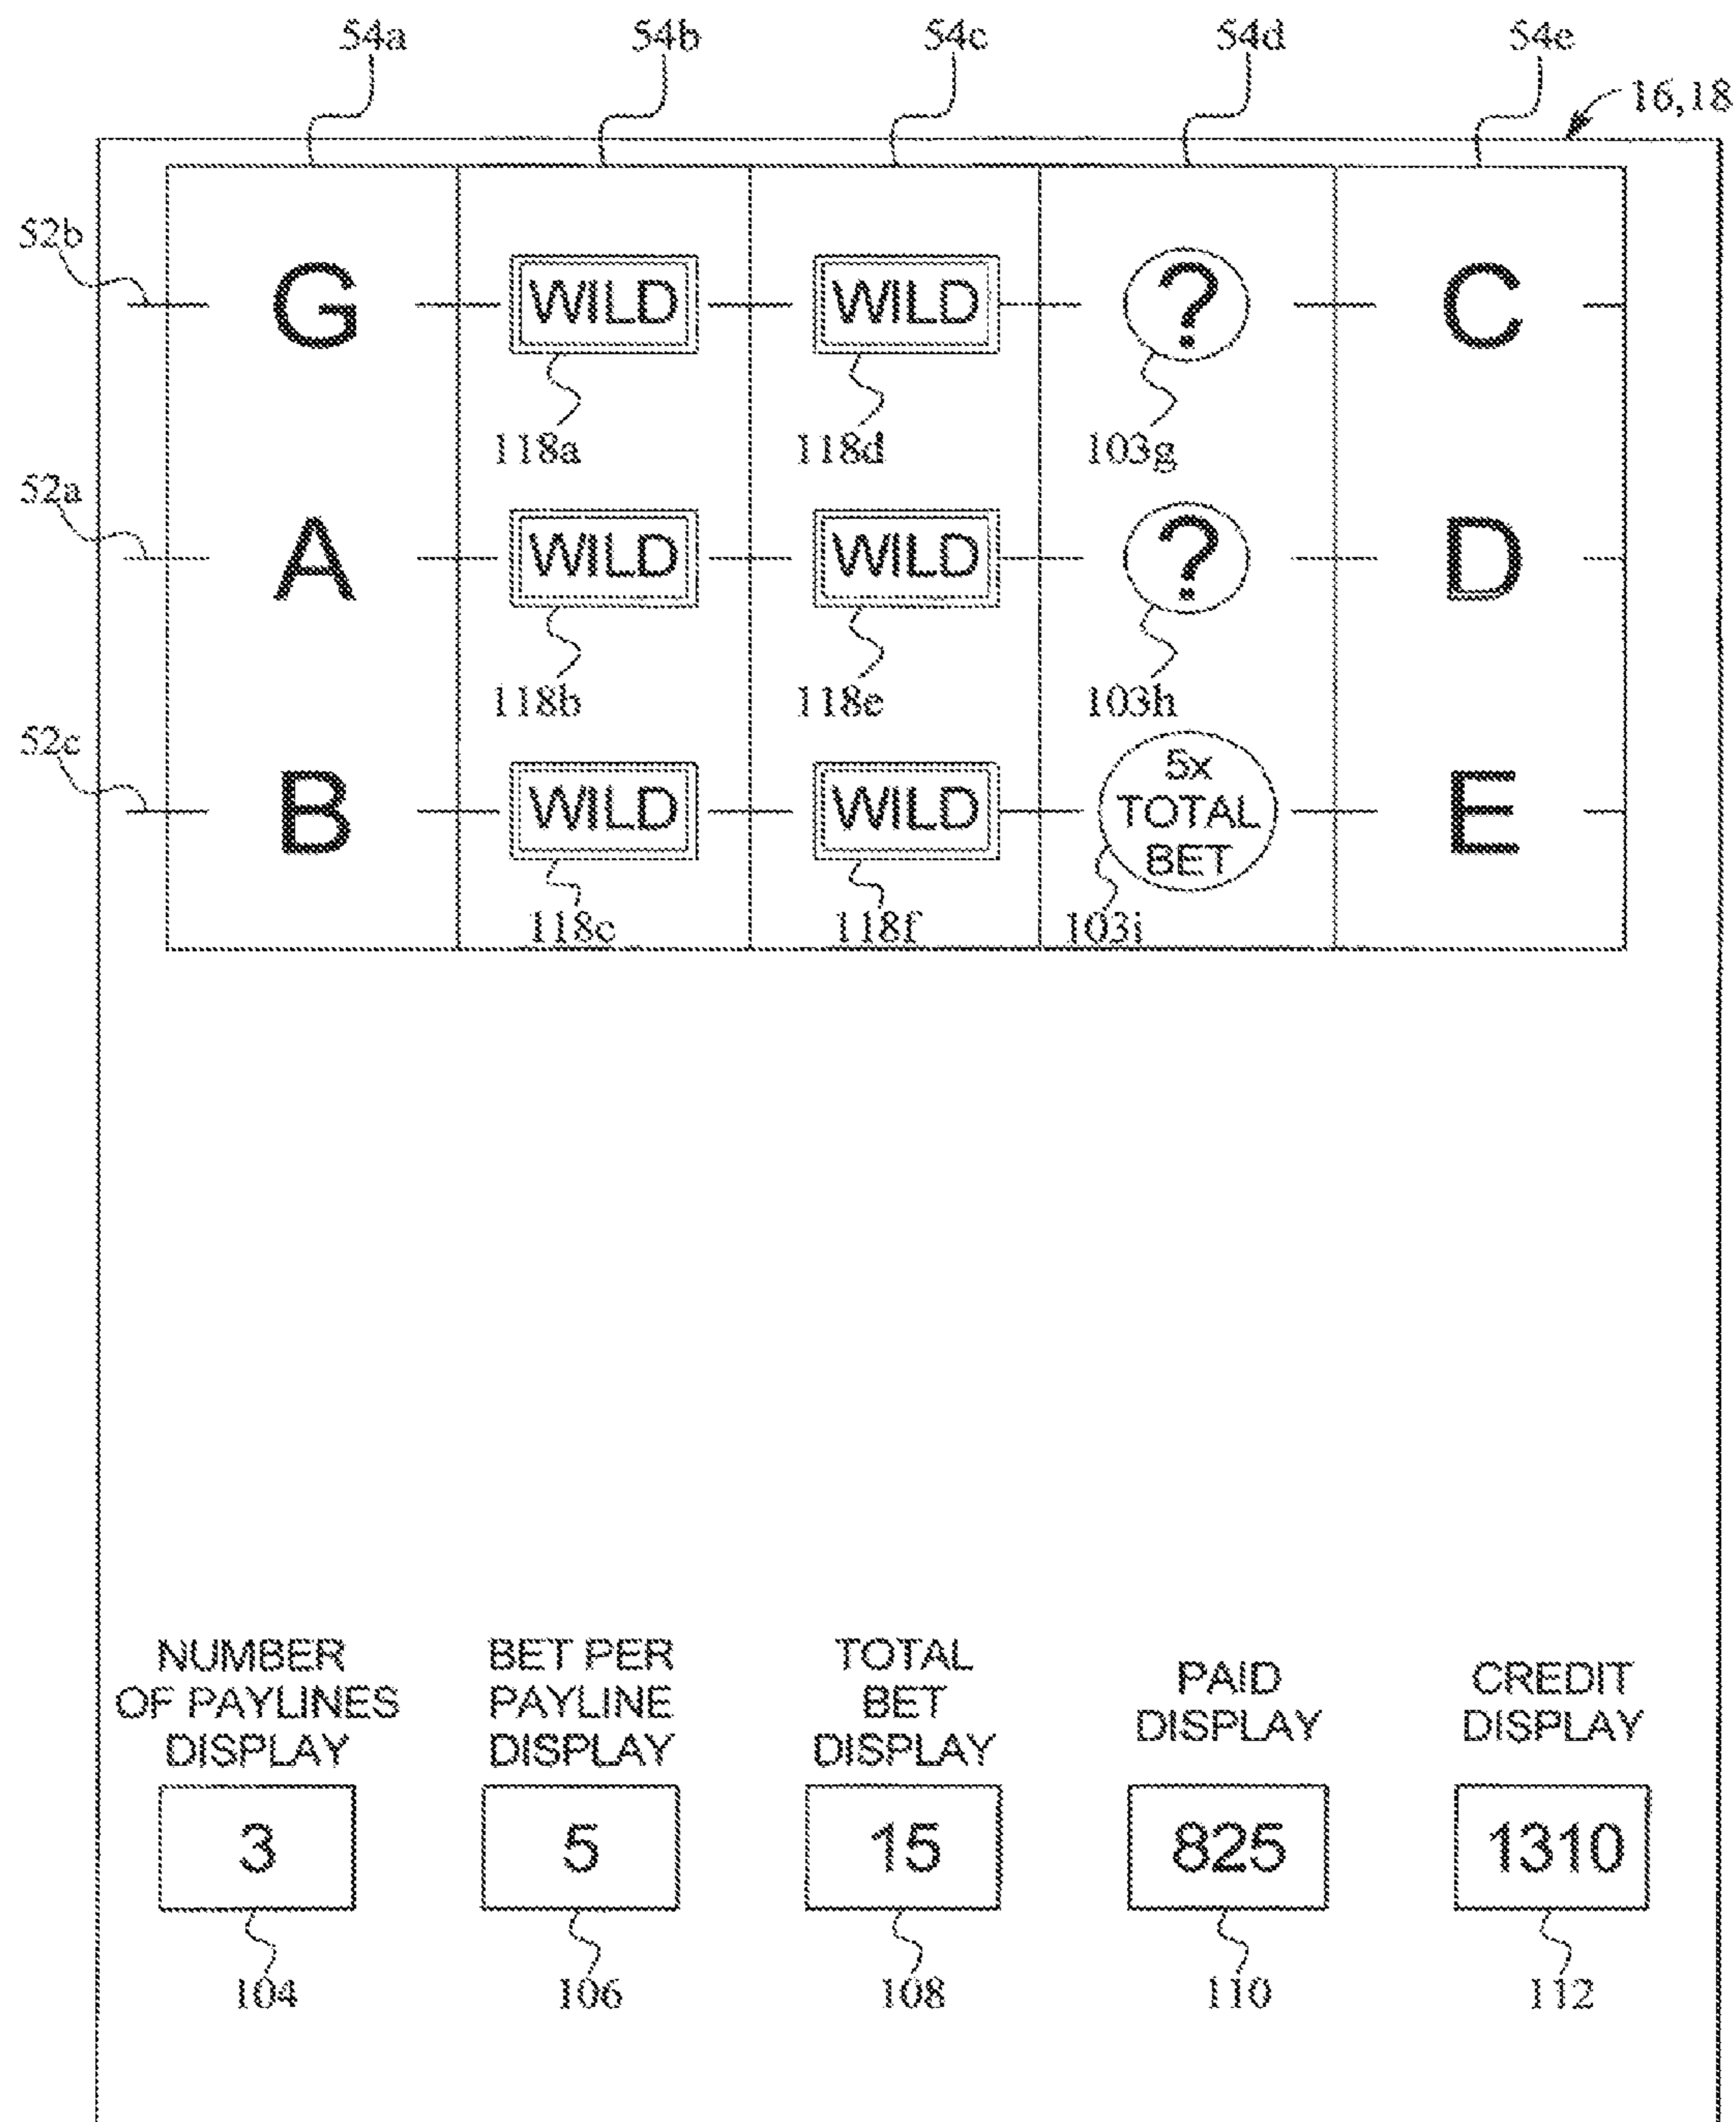 54a 54b 54c 54d 54e
16,18
52b G WILD WILD ? C
118a 118d 103g
52a A WILD WILD ? D
118b 118e 103h
52c B WILD WILD 5x TOTAL BET E
118c 118f 103i
NUMBER OF PAYLINES DISPLAY
3
104
BET PER PAYLINE DISPLAY
5
106
TOTAL BET DISPLAY
15
108
PAID DISPLAY
825
110
CREDIT DISPLAY
1310
112